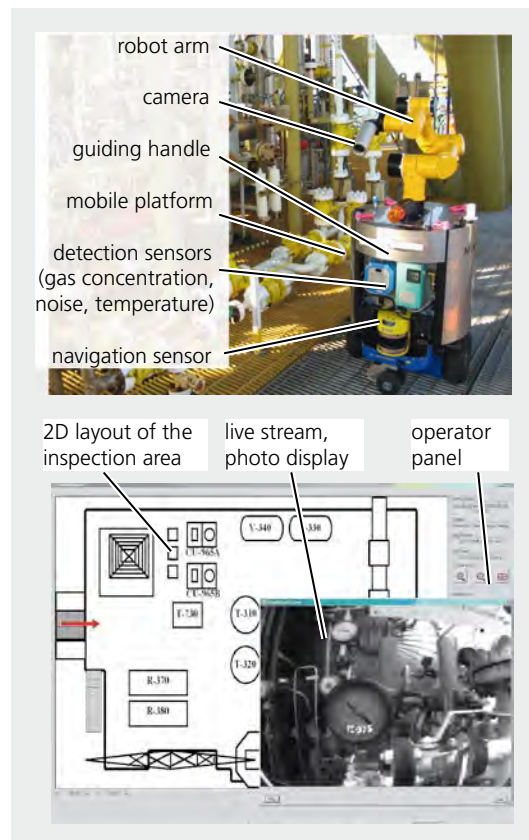 robot arm
camera
guiding handle
mobile platform
detection sensors
(gas concentration,
noise, temperature)
navigation sensor
2D layout of the
inspection area
live stream,
photo display
operator
panel
V-340
-330
CU-965A
CU-965B
T-730
T-310
T-320
R-370
R-380